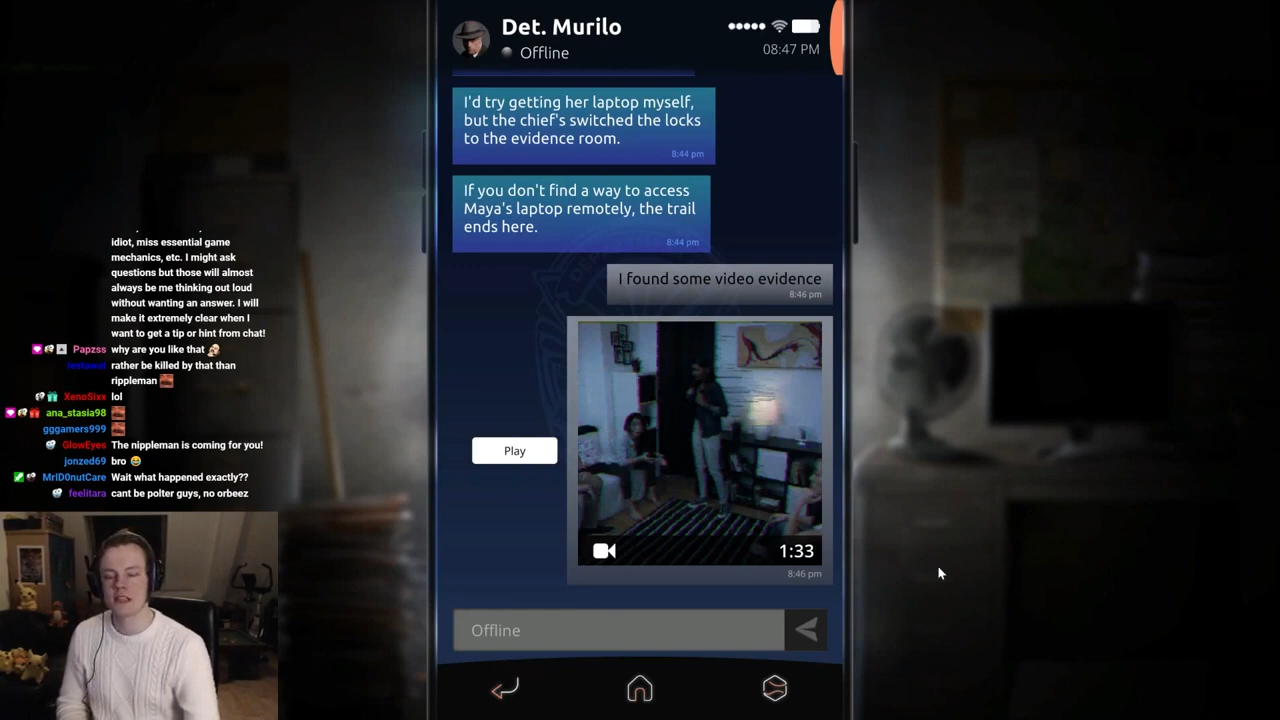 Det. Murilo
Offline
08:47 PM
I'd try getting her laptop myself,
but the chief's switched the locks
to the evidence room.
8:44 pm
If you don't find a way to access
Maya's laptop remotely, the trail
ends here.
8:44 pm
I found some video evidence
8:46 pm
Play
1:33
8:46 pm
Offline
idiot, miss essential game
mechanics, etc. I might ask
questions but those will almost
always be me thinking out loud
without wanting an answer. I will
make it extremely clear when I
want to get a tip or hint from chat!
Papzss why are you like that
rather be killed by that than
rippleman
XenoSixx lol
ana_stasia98
gggamers999
GlowEyes The nippleman is coming for you!
jonzed69 bro 😂
MrID0nutCare Wait what happened exactly??
feelitara cant be polter guys, no orbeez